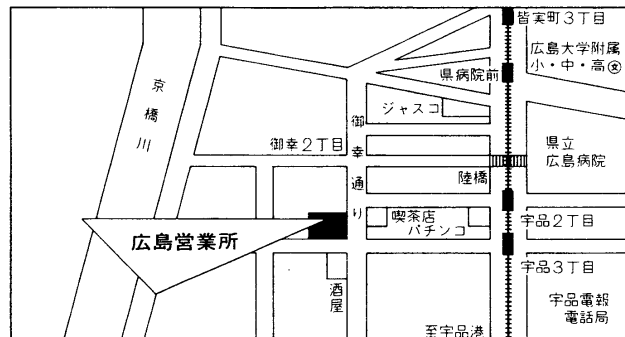 皆実町3丁目
広島大学附属
小・中・高㊛
県病院前
京橋川
ジャスコ
御幸通り
御幸2丁目
県立
広島病院
陸橋
喫茶店
パチンコ
宇品2丁目
広島営業所
宇品3丁目
酒屋
宇品電報
電話局
至宇品港